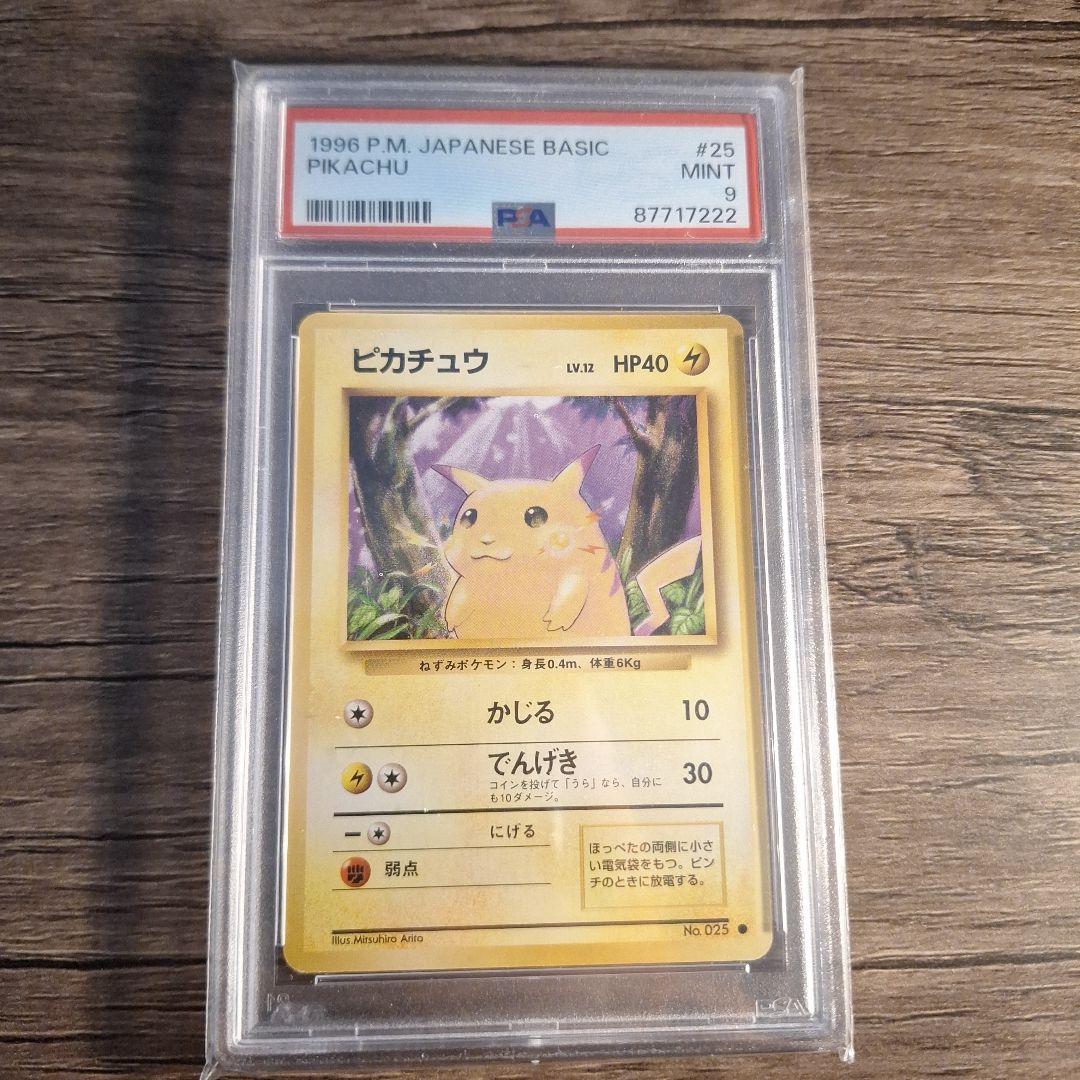 1996 P.M. JAPANESE BASIC #25
PIKACHU MINT
9
PSA 87717222
ピカチュウ LV.12 HP40
ねずみポケモン：身長0.4m、体重6Kg
かじる 10
でんげき 30
コインを投げて「うら」なら、自分に
も10ダメージ。
にげる
弱点
ほっぺたの両側に小さ
い電気袋をもつ。ピン
チのときに放電する。
Illus.Mitsuhiro Arita No. 025
PSA